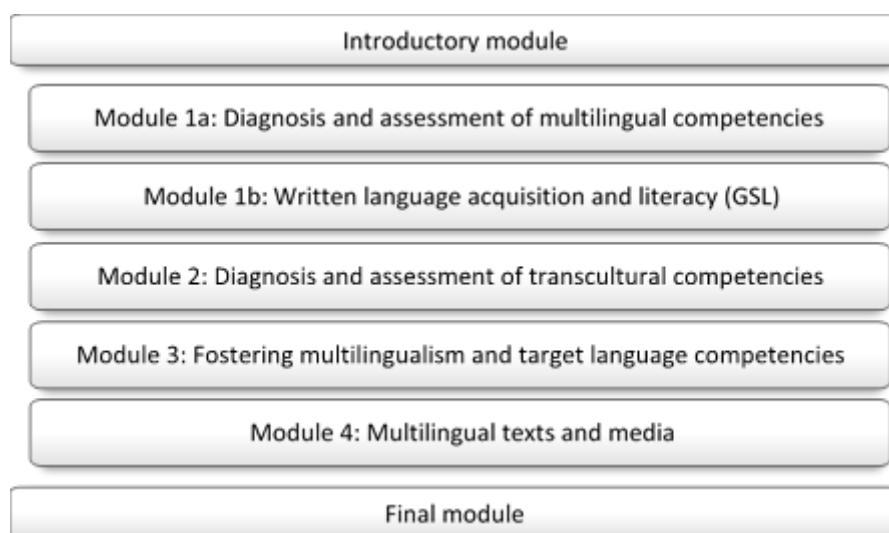 Introductory module
Module 1a: Diagnosis and assessment of multilingual competencies
Module 1b: Written language acquisition and literacy (GSL)
Module 2: Diagnosis and assessment of transcultural competencies
Module 3: Fostering multilingualism and target language competencies
Module 4: Multilingual texts and media
Final module